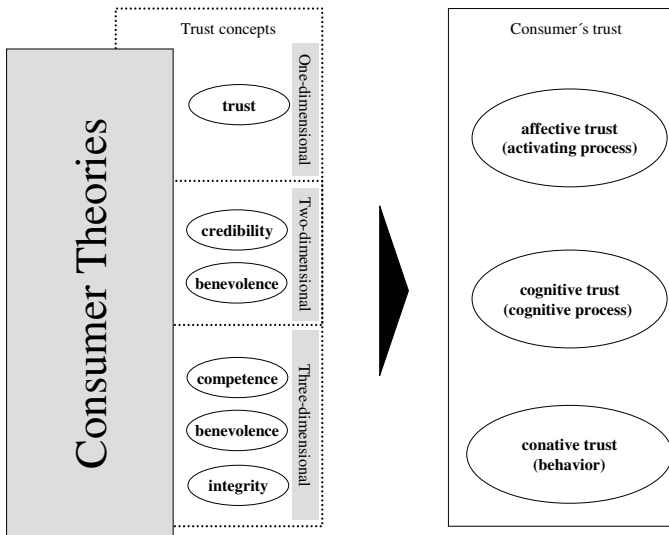 Consumer Theories
Trust concepts
One-dimensional
trust
Two-dimensional
credibility
benevolence
Three-dimensional
competence
benevolence
integrity
Consumer´s trust
affective trust
(activating process)
cognitive trust
(cognitive process)
conative trust
(behavior)